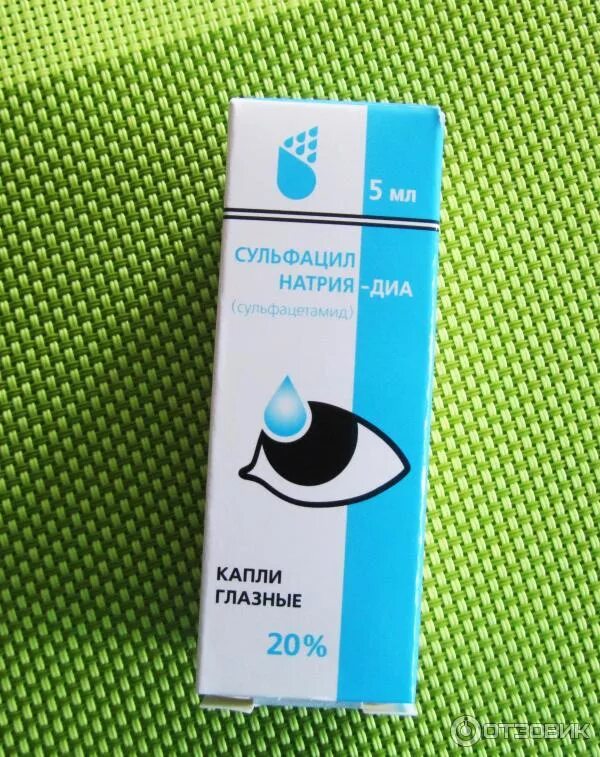 5 мл
СУЛЬФАЦИЛ
НАТРИЯ-ДИА
(сульфацетамид)
КАПЛИ
ГЛАЗНЫЕ
20%
ОТЗОВИК